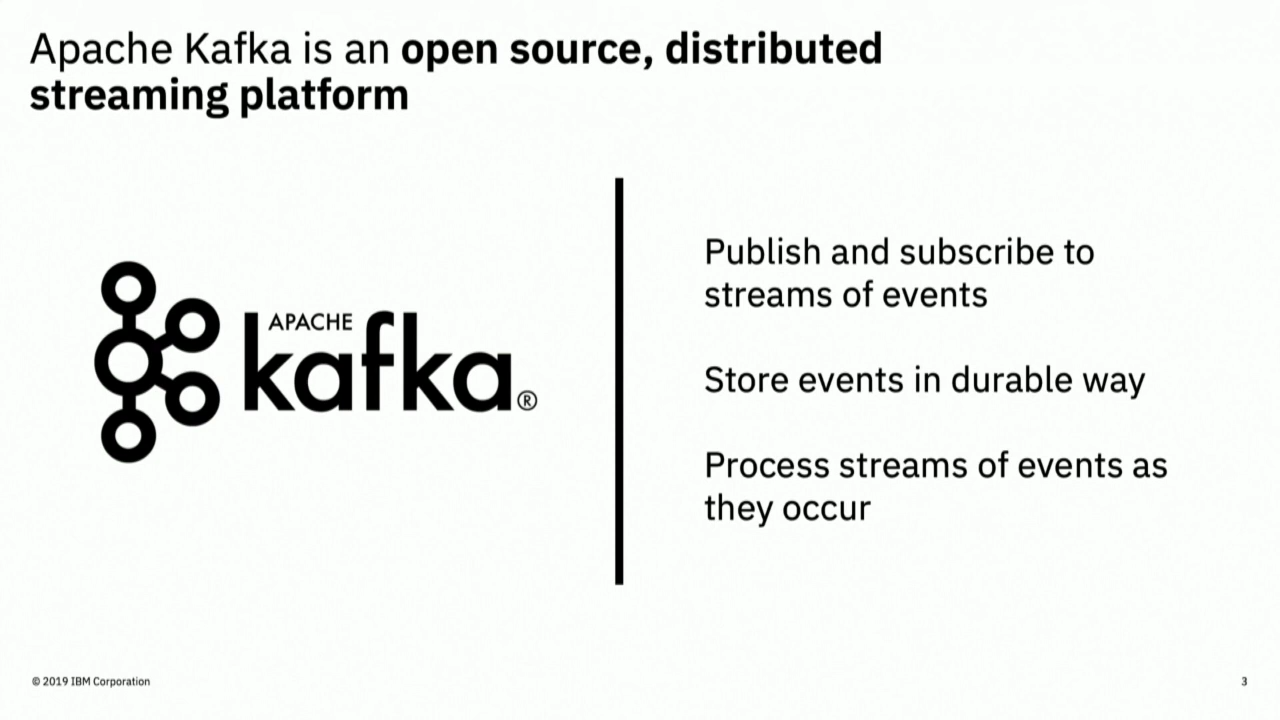 Apache Kafka is an open source, distributed
streaming platform
APACHE
kafka®
Publish and subscribe to
streams of events
Store events in durable way
Process streams of events as
they occur
© 2019 IBM Corporation
3